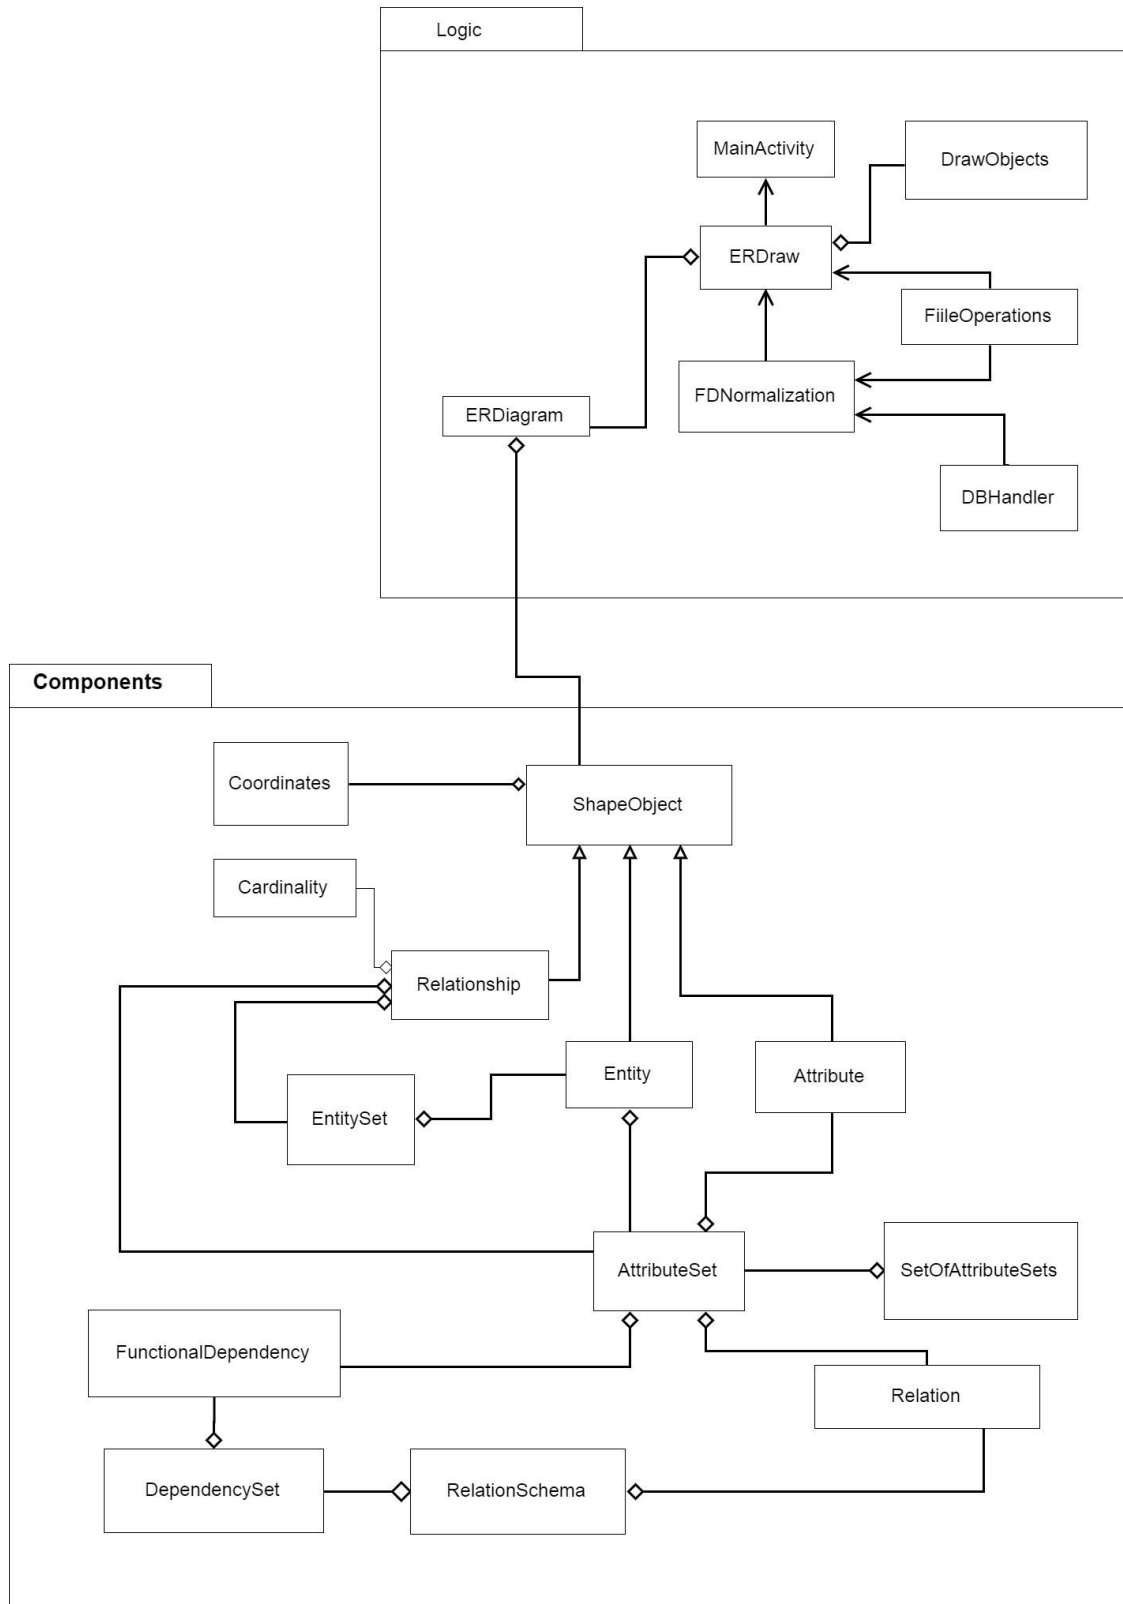 Logic
MainActivity
DrawObjects
ERDraw
FiileOperations
FDNormalization
ERDiagram
DBHandler
Components
Coordinates
ShapeObject
Cardinality
Relationship
Entity
Attribute
EntitySet
AttributeSet
SetOfAttributeSets
FunctionalDependency
Relation
DependencySet
RelationSchema